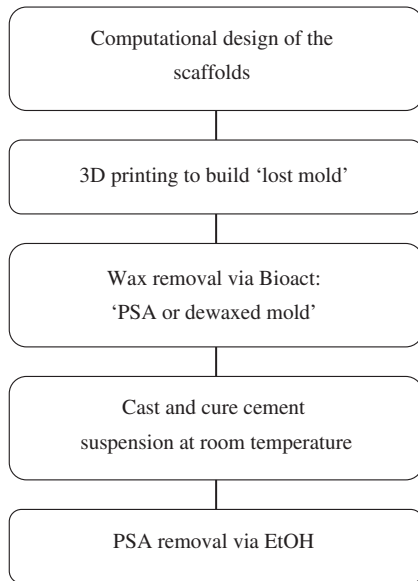 Computational design of the
scaffolds
3D printing to build ‘lost mold’
Wax removal via Bioact:
‘PSA or dewaxed mold’
Cast and cure cement
suspension at room temperature
PSA removal via EtOH